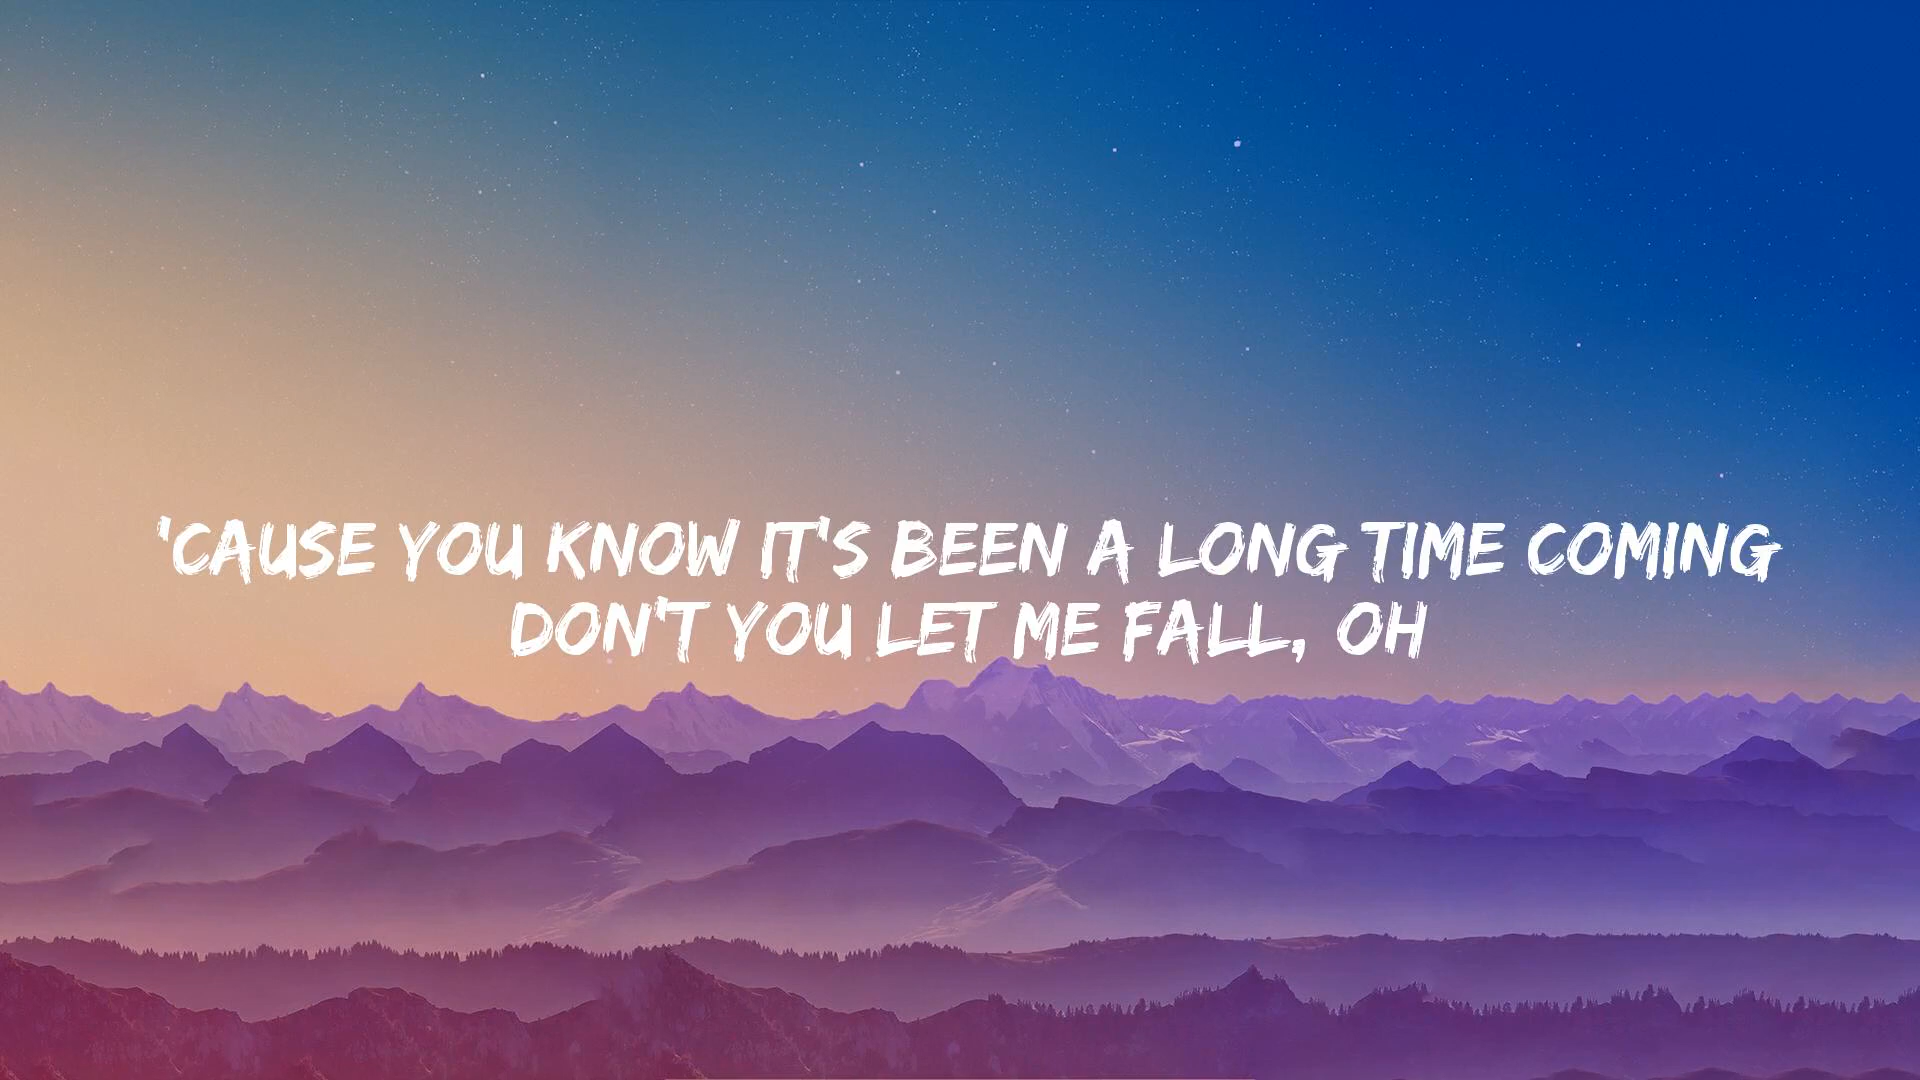 'CAUSE YOU KNOW IT'S BEEN A LONG TIME COMING
DON'T YOU LET ME FALL, OH